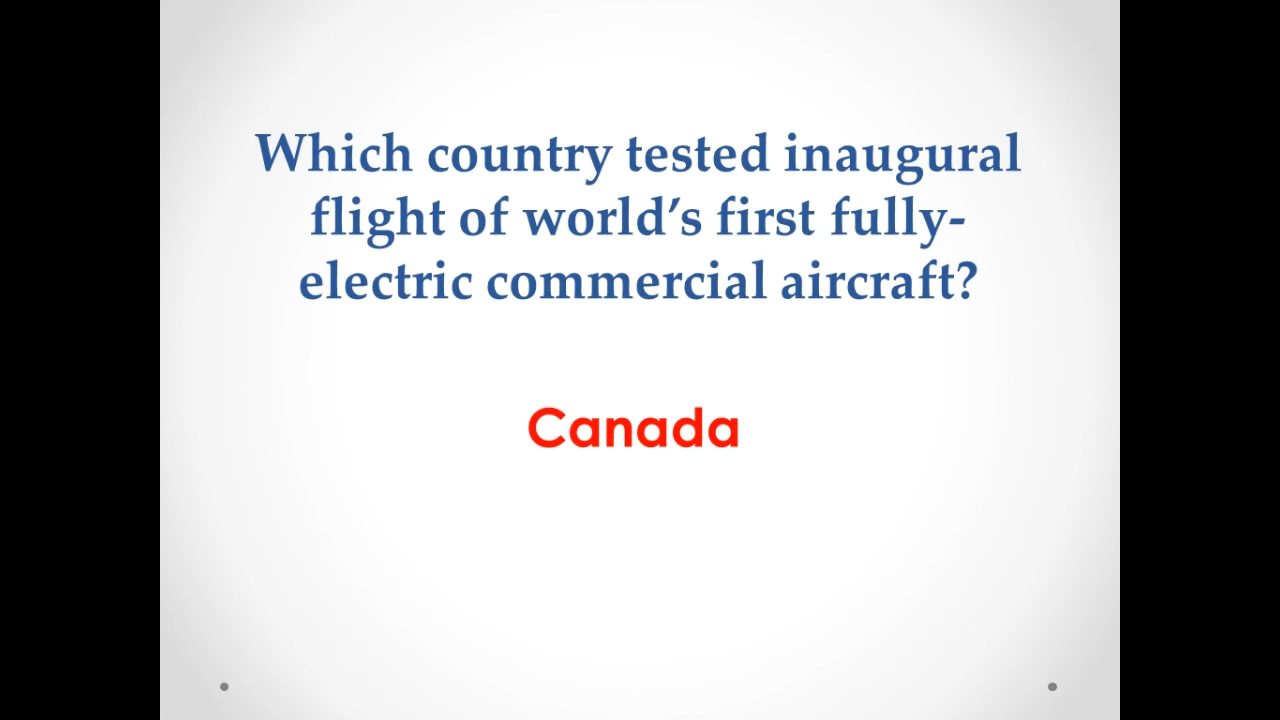 Which country tested inaugural
flight of world’s first fully-
electric commercial aircraft?
Canada